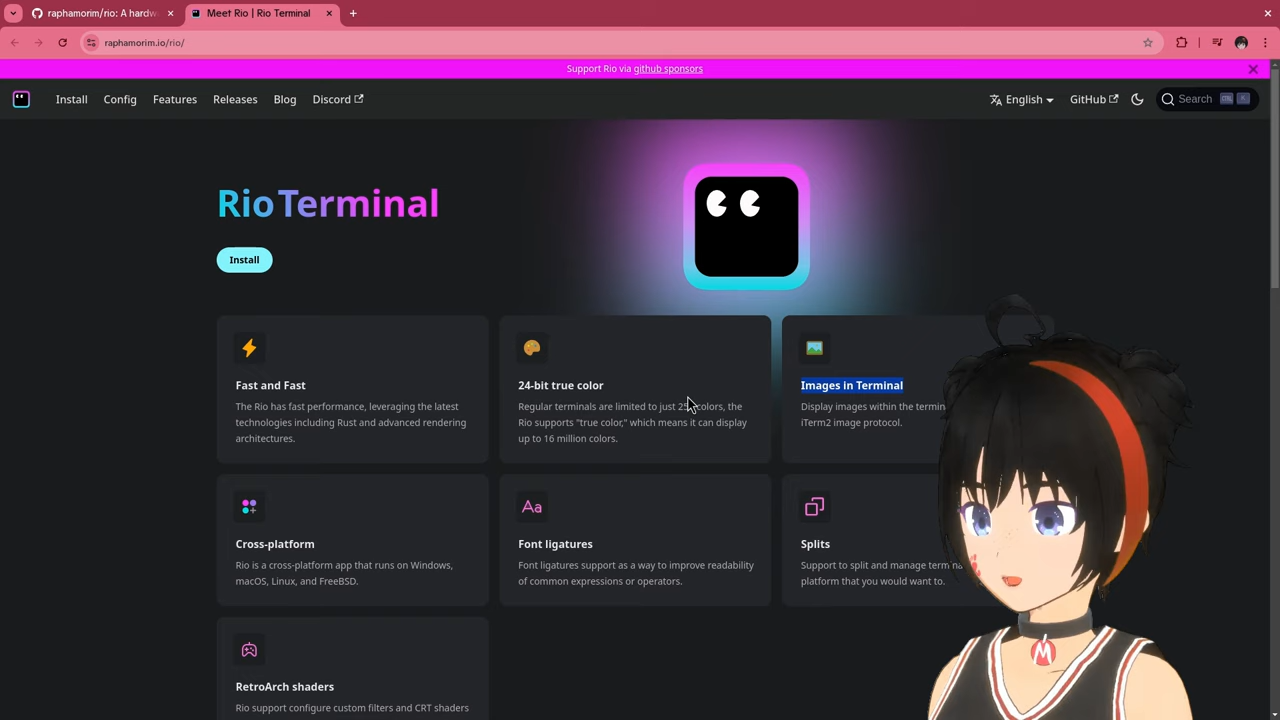 raphamorim/rio: A hardw
Meet Rio | Rio Terminal
raphamorim.io/rio/
Support Rio via github sponsors
Install Config Features Releases Blog Discord English GitHub Search CTRL K
Rio Terminal
Install
Fast and Fast
The Rio has fast performance, leveraging the latest
technologies including Rust and advanced rendering
architectures.
24-bit true color
Regular terminals are limited to just colors, the
Rio supports "true color," which means it can display
up to 16 million colors.
Images in Terminal
Display images within the
iTerm2 image protocol.
Cross-platform
Rio is a cross-platform app that runs on Windows,
macOS, Linux, and FreeBSD.
Font ligatures
Font ligatures support as a way to improve readability
of common expressions or operators.
Splits
Support to split and manage
platform that you would want to.
RetroArch shaders
Rio support configure custom filters and CRT shaders
M